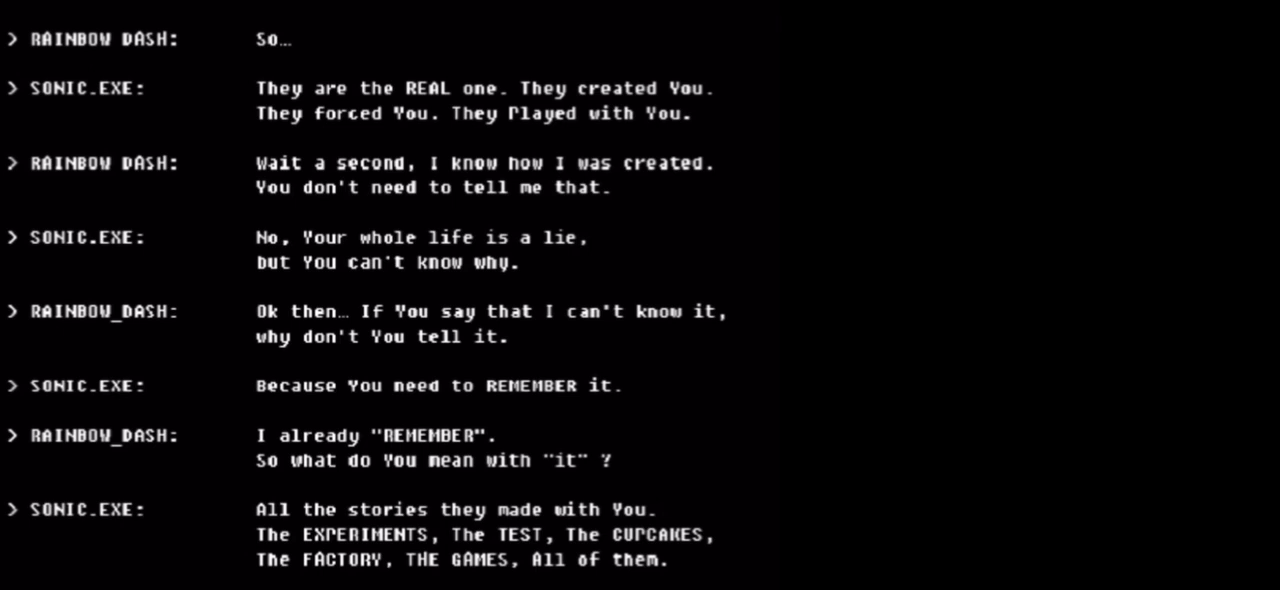 > RAINBOW DASH: So…
> SONIC.EXE: They are the REAL one. They created You.
They forced You. They Played with You.
> RAINBOW DASH: Wait a second, I know how I was created.
You don't need to tell me that.
> SONIC.EXE: No, Your whole life is a lie,
but You can't know why.
> RAINBOW_DASH: Ok then… If You say that I can't know it,
why don't You tell it.
> SONIC.EXE: Because You need to REMEMBER it.
> RAINBOW_DASH: I already "REMEMBER".
So what do You mean with "it" ?
> SONIC.EXE: All the stories they made with You.
The EXPERIMENTS, The TEST, The CUPCAKES,
The FACTORY, THE GAMES, All of them.